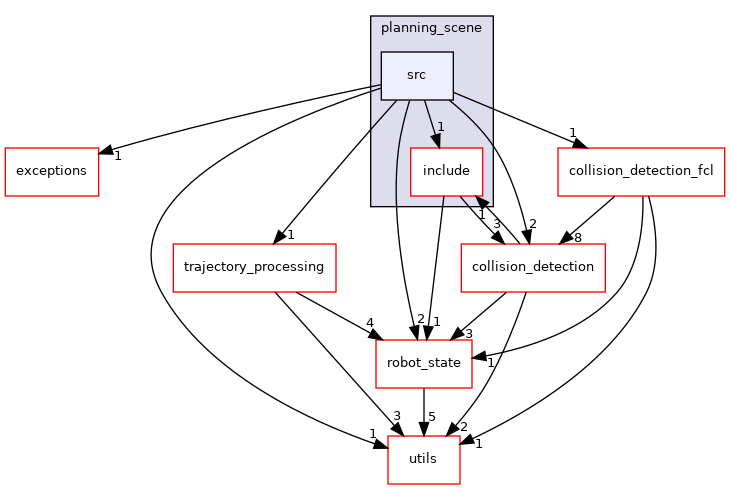 planning_scene
src
1
1
1
exceptions
include
collision_detection_fcl
1
3
2
8
1
trajectory_processing
collision_detection
4
2
1
3
1
robot_state
3
5
2
1
1
utils